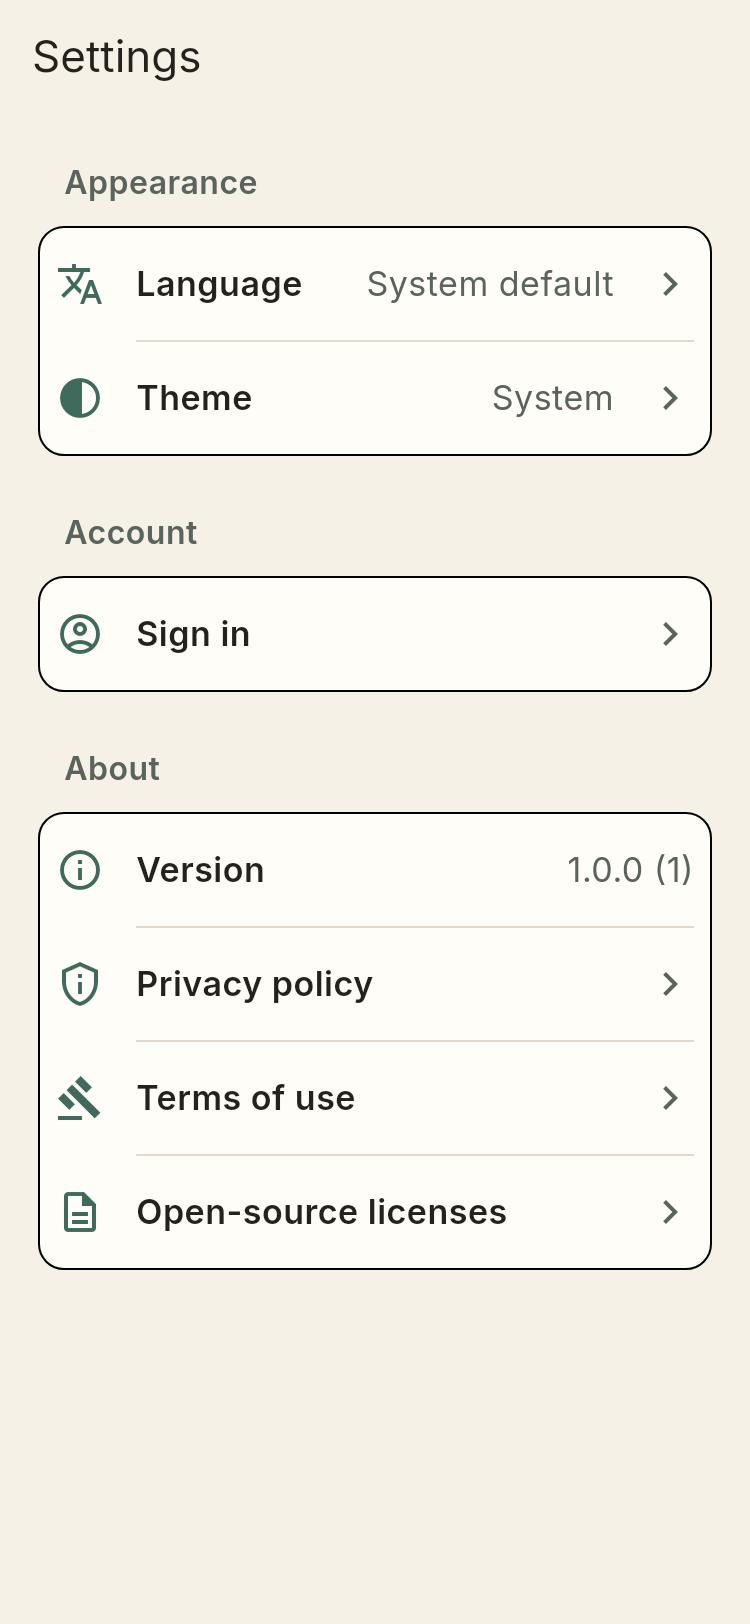 Settings
Appearance
Language System default
Theme System
Account
Sign in
About
Version 1.0.0 (1)
Privacy policy
Terms of use
Open-source licenses